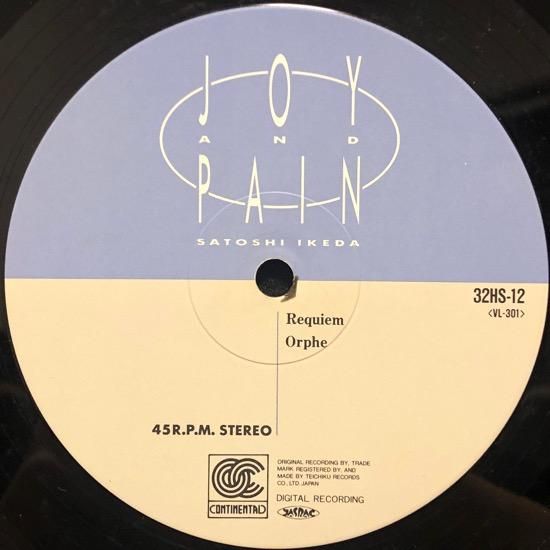 JOY
AND
PAIN
SATOSHI IKEDA
32HS-12
<VL-301>
Requiem
Orphe
45R.P.M. STEREO
CONTINENTAL
ORIGINAL RECORDING BY, TRADE
MARK REGISTERED BY, AND
MADE BY TEICHIKU RECORDS
CO., LTD. JAPAN
DIGITAL RECORDING
JASRAC